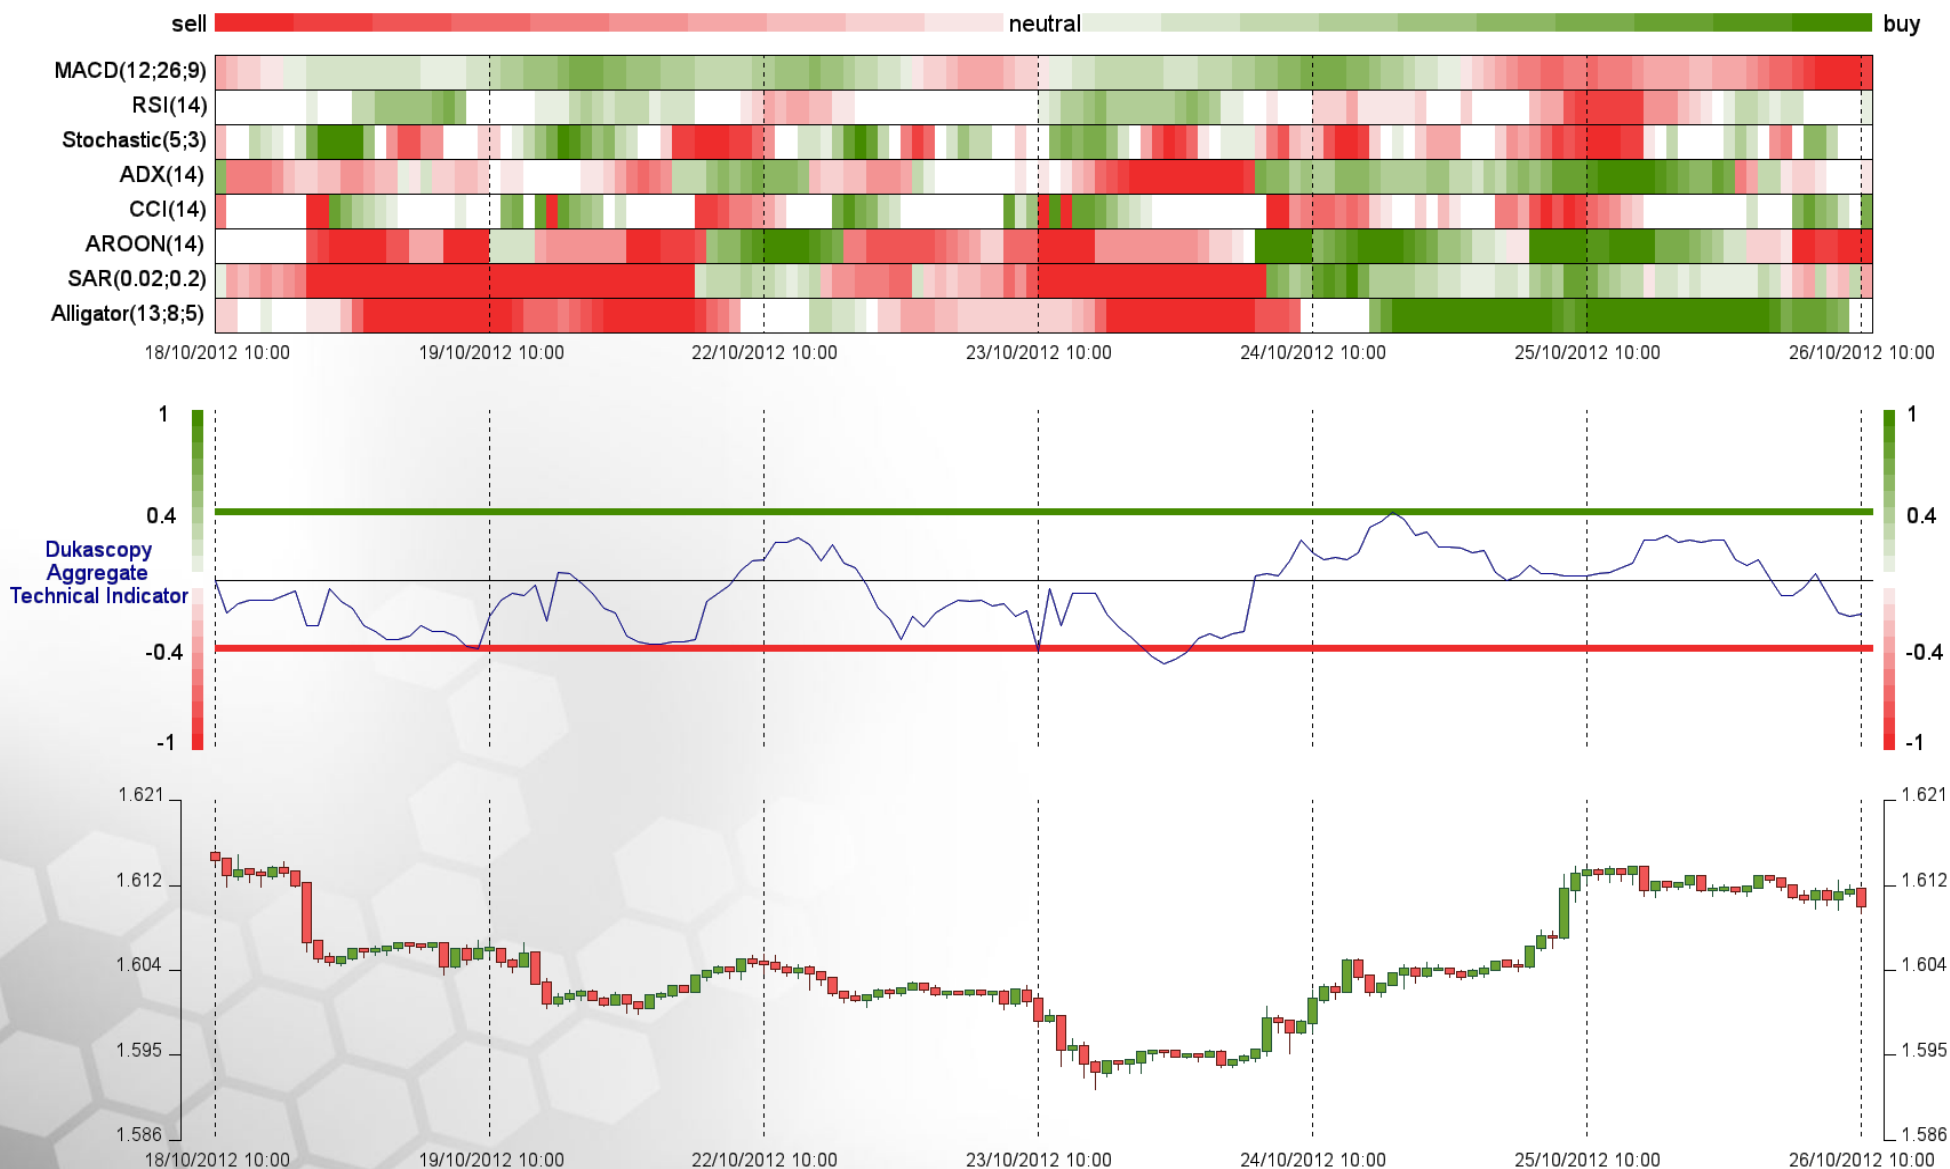 sell neutral buy
MACD(12;26;9)
RSI(14)
Stochastic(5;3)
ADX(14)
CCI(14)
AROON(14)
SAR(0.02;0.2)
Alligator(13;8;5)
18/10/2012 10:00 19/10/2012 10:00 22/10/2012 10:00 23/10/2012 10:00 24/10/2012 10:00 25/10/2012 10:00 26/10/2012 10:00
1 1
0.4 0.4
Dukascopy
Aggregate
Technical Indicator
-0.4 -0.4
-1 -1
1.621 1.621
1.612 1.612
1.604 1.604
1.595 1.595
1.586 1.586
18/10/2012 10:00 19/10/2012 10:00 22/10/2012 10:00 23/10/2012 10:00 24/10/2012 10:00 25/10/2012 10:00 26/10/2012 10:00